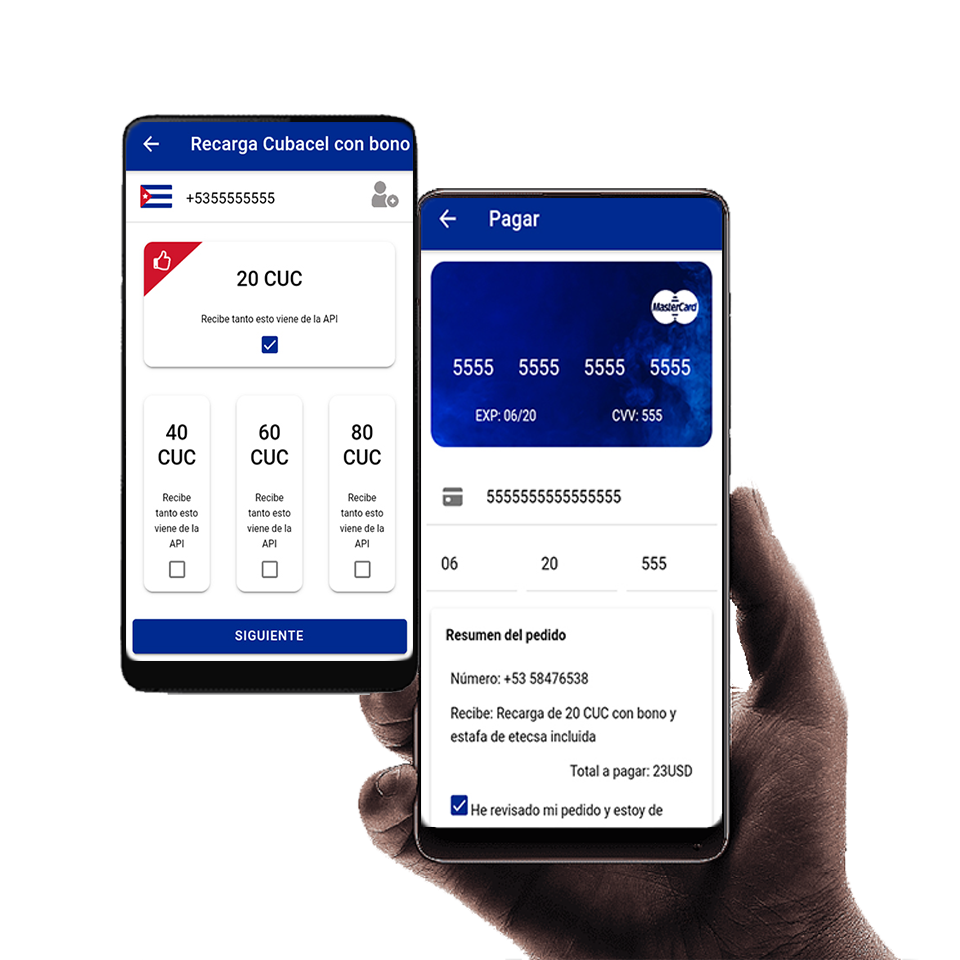 Recarga Cubacel con bono
+5355555555
20 CUC
Recibe tanto esto viene de la API
40
CUC
Recibe
tanto esto
viene de la
API
60
CUC
Recibe
tanto esto
viene de la
API
80
CUC
Recibe
tanto esto
viene de la
API
SIGUIENTE
Pagar
MasterCard
5555 5555 5555 5555
EXP: 06/20 CVV: 555
5555555555555555
06 20 555
Resumen del pedido
Número: +53 58476538
Recibe: Recarga de 20 CUC con bono y
estafa de etecsa incluida
Total a pagar: 23USD
He revisado mi pedido y estoy de